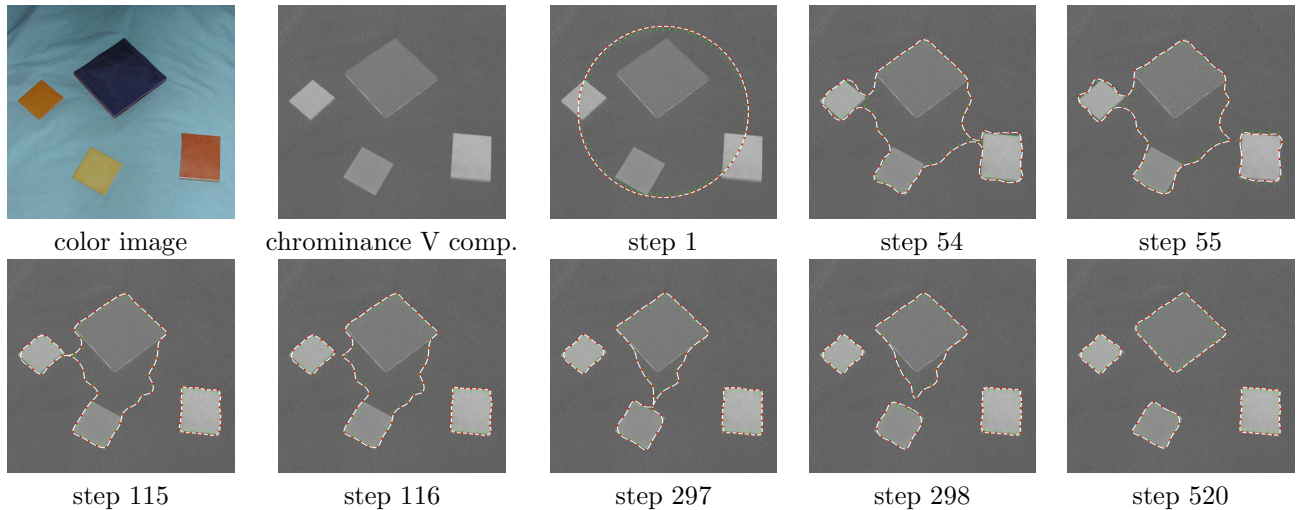 color image
chrominance V comp.
step 1
step 54
step 55
step 115
step 116
step 297
step 298
step 520